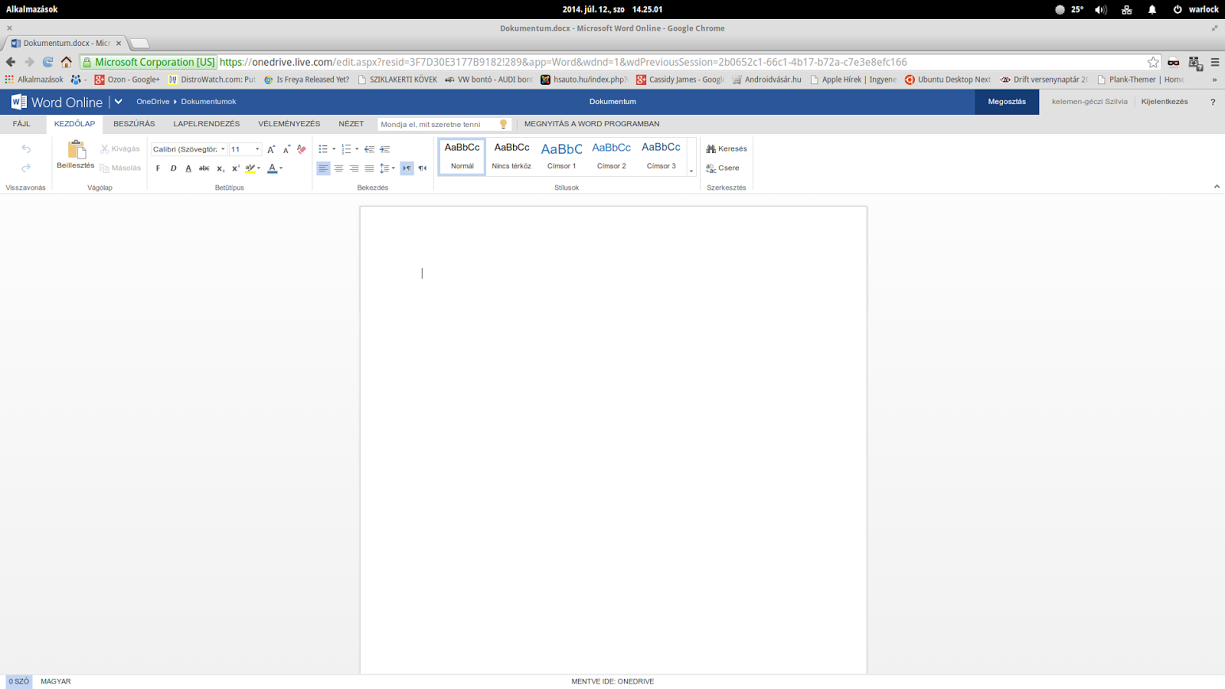 Alkalmazások 2014. júl. 12., szo 14.25.01 25° warlock
Dokumentum.docx - Microsoft Word Online - Google Chrome
Dokumentum.docx - Micr
Microsoft Corporation [US] https://onedrive.live.com/edit.aspx?resid=3F7D30E3177B9182!289&app=Word&wdnd=1&wdPreviousSession=2b0652c1-66c1-4b17-b72a-c7e3e8efc166
Alkalmazások Ozon - Google+ DistroWatch.com: Put Is Freya Released Yet? SZIKLAKERTI KÖVEK VW bontó - AUDI bont hsauto.hu/index.php? Cassidy James - Goog Androidvásár.hu Apple Hírek | Ingyene Ubuntu Desktop Next Drift versenynaptár 20 Plank-Themer | Hom »
Word Online OneDrive Dokumentumok Dokumentum Megosztás kelemen-géczi Szilvia Kijelentkezés ?
FÁJL KEZDŐLAP BESZÚRÁS LAPELRENDEZÉS VÉLEMÉNYEZÉS NÉZET Mondja el, mit szeretne tenni MEGNYITÁS A WORD PROGRAMBAN
Beillesztés Kivágás Calibri (Szövegtör: 11 AaBbCc AaBbCc AaBbC AaBbCc AaBbCc Keresés
Másolás F D A abc Normál Nincs térköz Címsor 1 Címsor 2 Címsor 3 Csere
Visszavonás Vágólap Betűtípus Bekezdés Stílusok Szerkesztés
0 SZÓ MAGYAR MENTVE IDE: ONEDRIVE